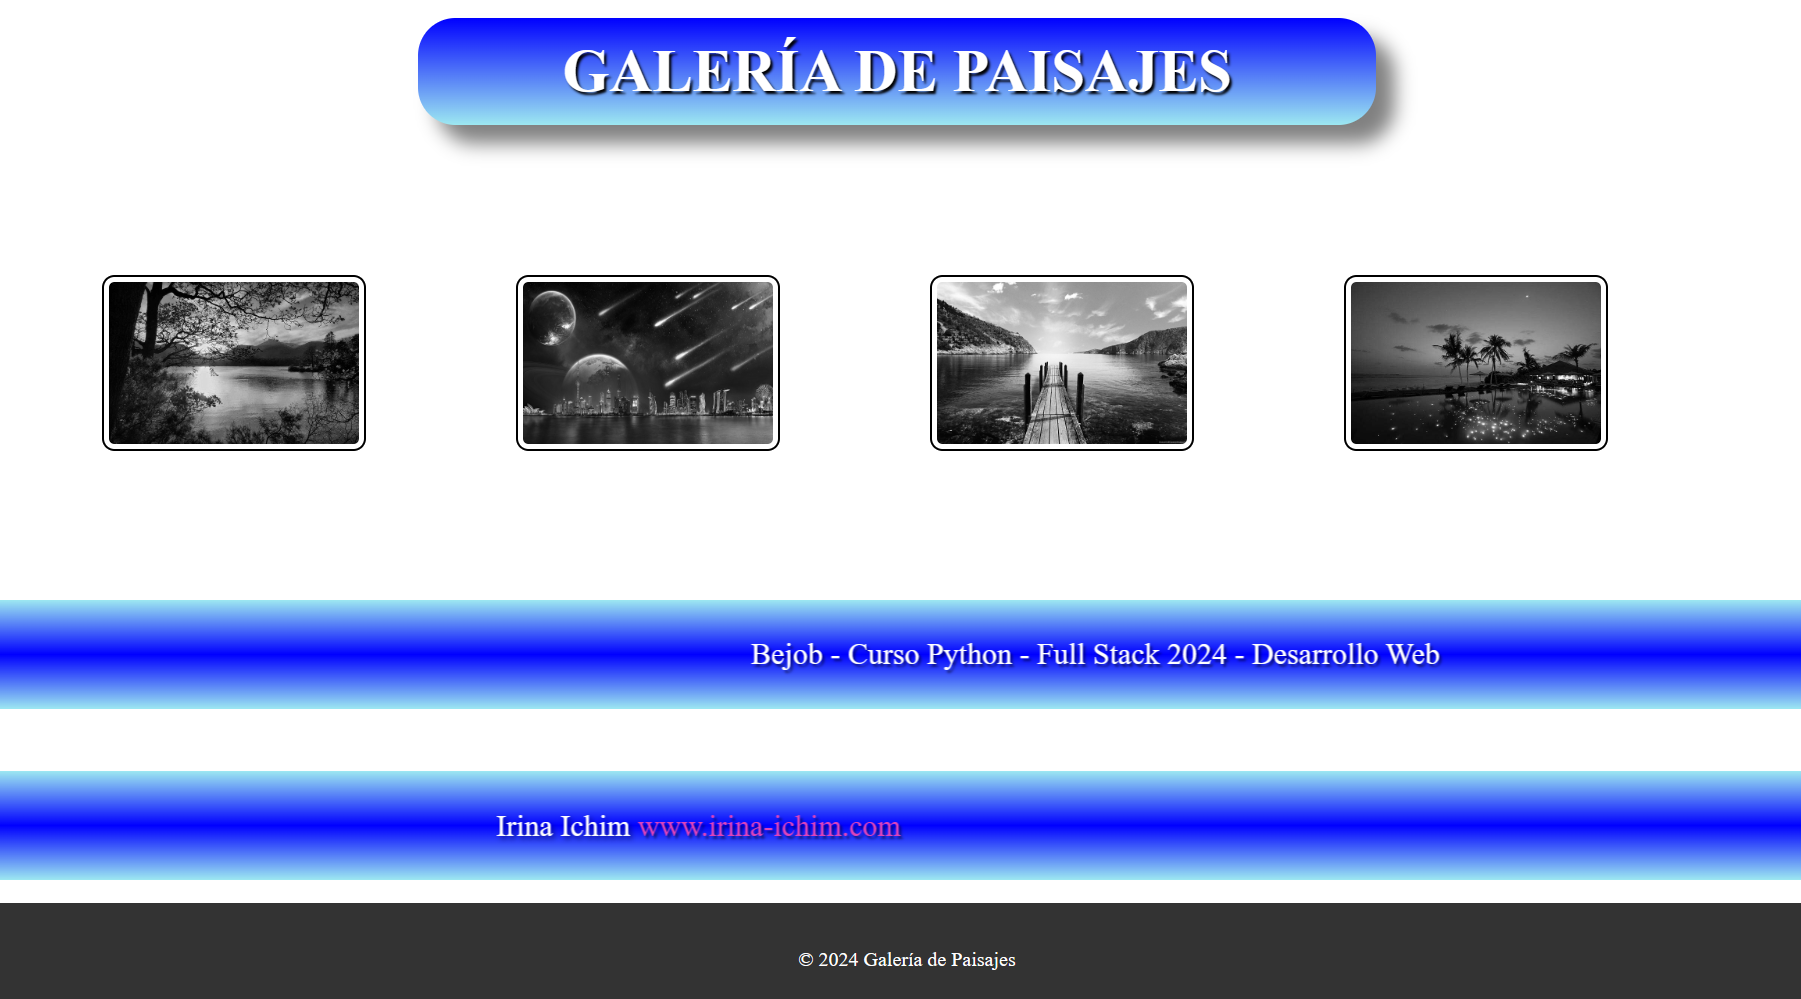 GALERÍA DE PAISAJES
Bejob - Curso Python - Full Stack 2024 - Desarrollo Web
Irina Ichim www.irina-ichim.com
© 2024 Galería de Paisajes